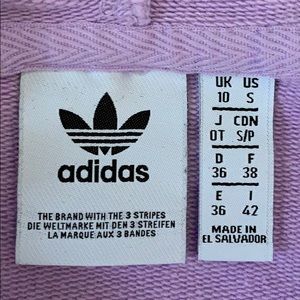 adidas
THE BRAND WITH THE 3 STRIPES
DIE WELTMARKE MIT DEN 3 STREIFEN
LA MARQUE AUX 3 BANDES
UK US
10 S
J CDN
OT S/P
D F
36 38
E I
36 42
MADE IN
EL SALVADOR